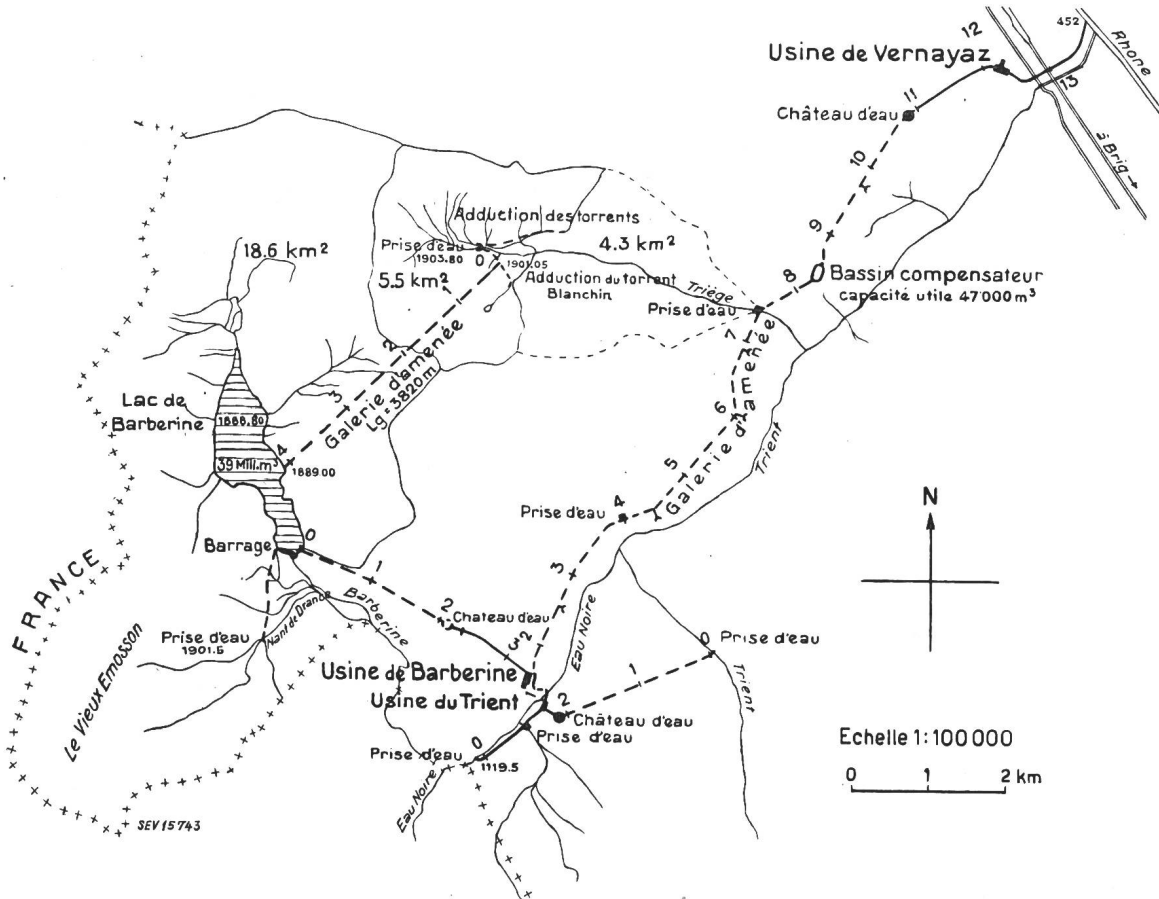 452
12
Rhone
Usine de Vernayaz
13
11
Château d'eau
à Brig
10
Adduction des torrents
9
18.6 km²
Prise d'eau
1903.80
0
4.3 km²
1901.05
8
Bassin compensateur
capacité utile 47'000 m³
5.5 km²
1
Adduction du torrent
Blanchin
Triège
Prise d'eau
7
2
Galerie d'amenée
Lg = 3820 m
3
6
Lac de
Barberine
1888.80
4
39 Mill. m³
1889.00
Galerie d'amenée
Trient
5
4
Prise d'eau
N
0
Barrage
FRANCE
1
3
Barberine
2
Chateau d'eau
Eau Noire
Nant de Drance
Prise d'eau
1901.5
3
2
0
Prise d'eau
Trient
1
Usine de Barberine
Usine du Trient
2
Château d'eau
Prise d'eau
Le Vieux Emosson
Prise d'eau
0
1119.5
Eau Noire
Echelle 1:100 000
0 1 2 km
SEV 15743